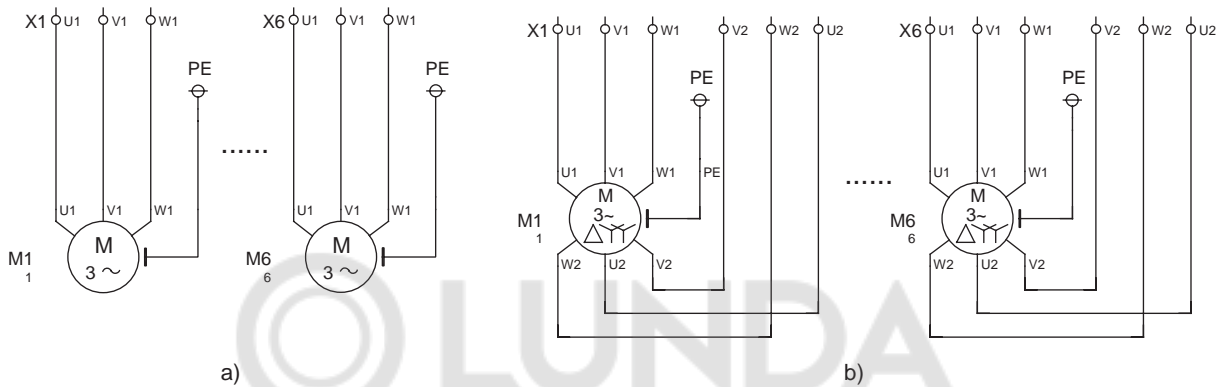 X1 U1 V1 W1 X6 U1 V1 W1 X1 U1 V1 W1 V2 W2 U2 X6 U1 V1 W1 V2 W2 U2
PE PE PE PE
...... ......
U1 V1 W1 PE U1 V1 W1
U1 V1 W1 U1 V1 W1
M M
3~ 3~
M1 M6
1 6
M M
3 ~ 3 ~
M1 M6
1 6
W2 U2 V2 W2 U2 V2
LUNDA
a) b)